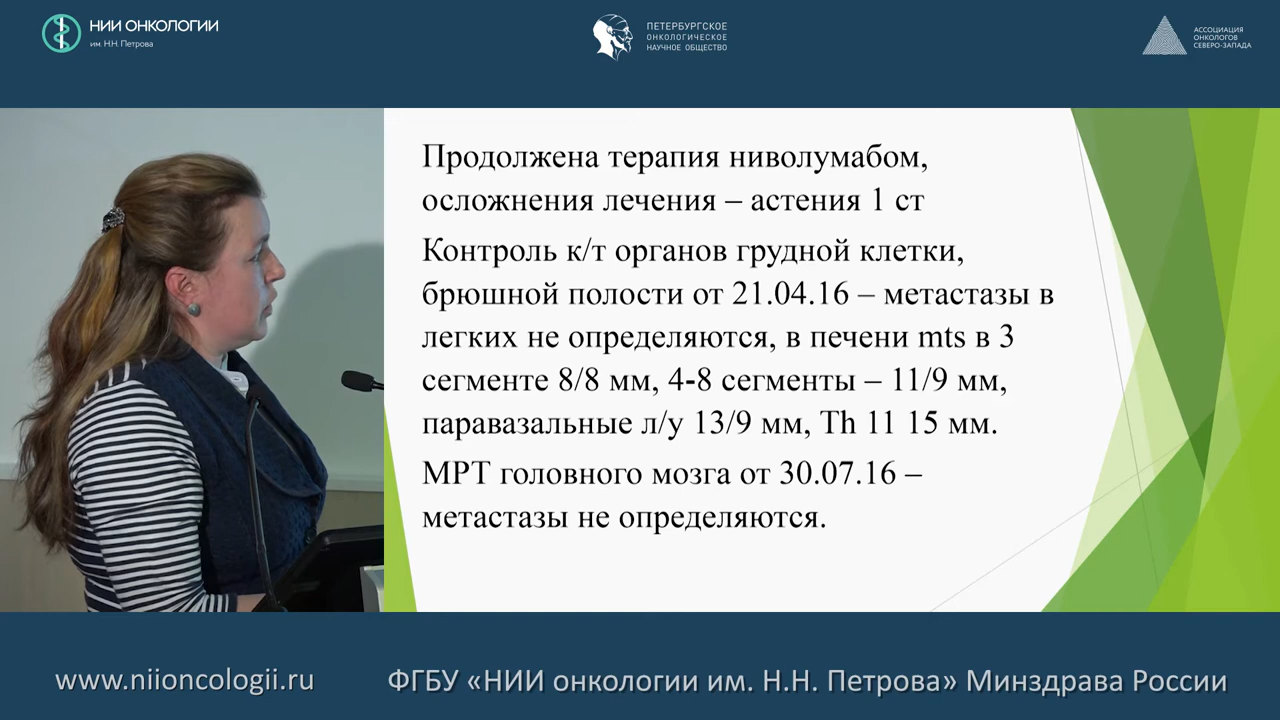 НИИ ОНКОЛОГИИ
им. Н.Н. Петрова
ПЕТЕРБУРГСКОЕ
ОНКОЛОГИЧЕСКОЕ
НАУЧНОЕ ОБЩЕСТВО
АССОЦИАЦИЯ
ОНКОЛОГОВ
СЕВЕРО-ЗАПАДА
Продолжена терапия ниволумабом,
осложнения лечения – астения 1 ст
Контроль к/т органов грудной клетки,
брюшной полости от 21.04.16 – метастазы в
легких не определяются, в печени mts в 3
сегменте 8/8 мм, 4-8 сегменты – 11/9 мм,
паравазальные л/у 13/9 мм, Th 11 15 мм.
МРТ головного мозга от 30.07.16 –
метастазы не определяются.
www.niioncologii.ru
ФГБУ «НИИ онкологии им. Н.Н. Петрова» Минздрава России